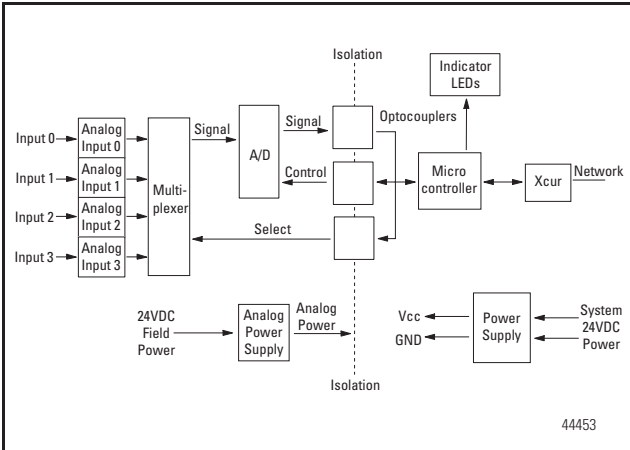 Isolation
Indicator
LEDs
Optocouplers
Signal
Signal
Input 0
Analog
Input 0
A/D
Input 1
Analog
Input 1
Multi-
plexer
Control
Micro
controller
Xcur
Network
Input 2
Analog
Input 2
Select
Input 3
Analog
Input 3
24VDC
Field
Power
Analog
Power
Supply
Analog
Power
Vcc
GND
Power
Supply
System
24VDC
Power
Isolation
44453